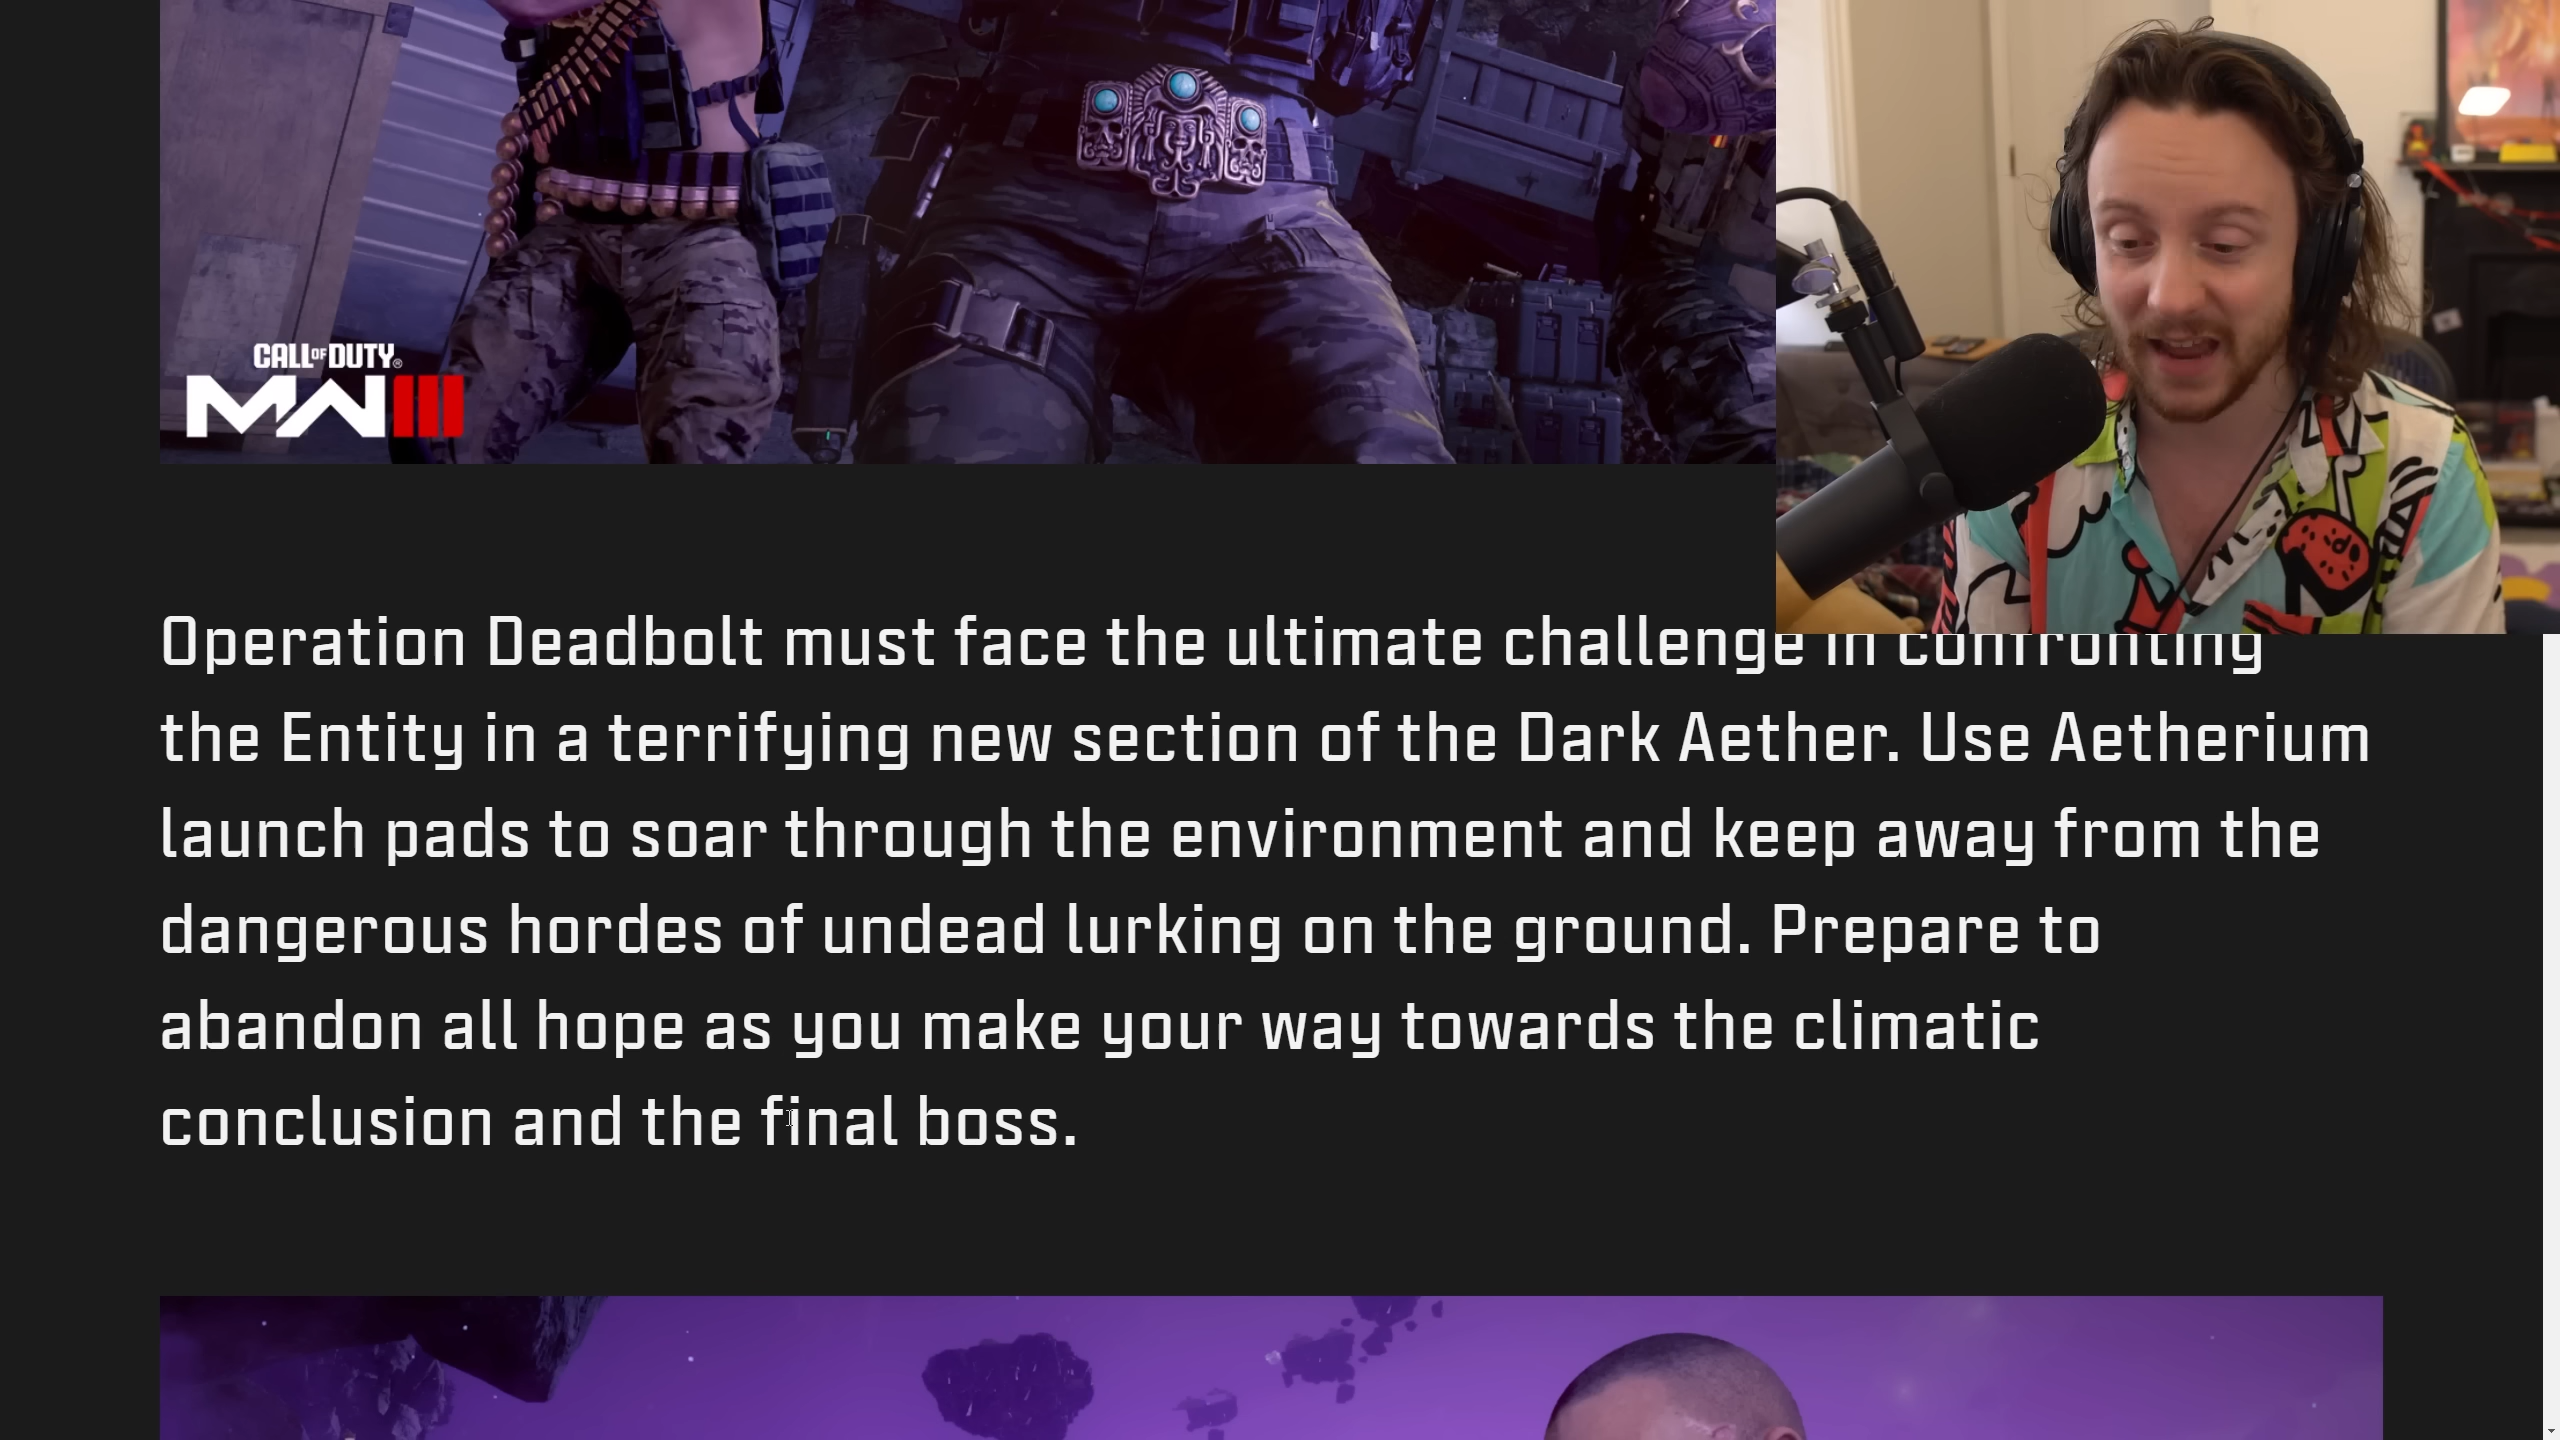 CALL OF DUTY®
MWIII
Operation Deadbolt must face the ultimate challenge in confronting
the Entity in a terrifying new section of the Dark Aether. Use Aetherium
launch pads to soar through the environment and keep away from the
dangerous hordes of undead lurking on the ground. Prepare to
abandon all hope as you make your way towards the climatic
conclusion and the final boss.